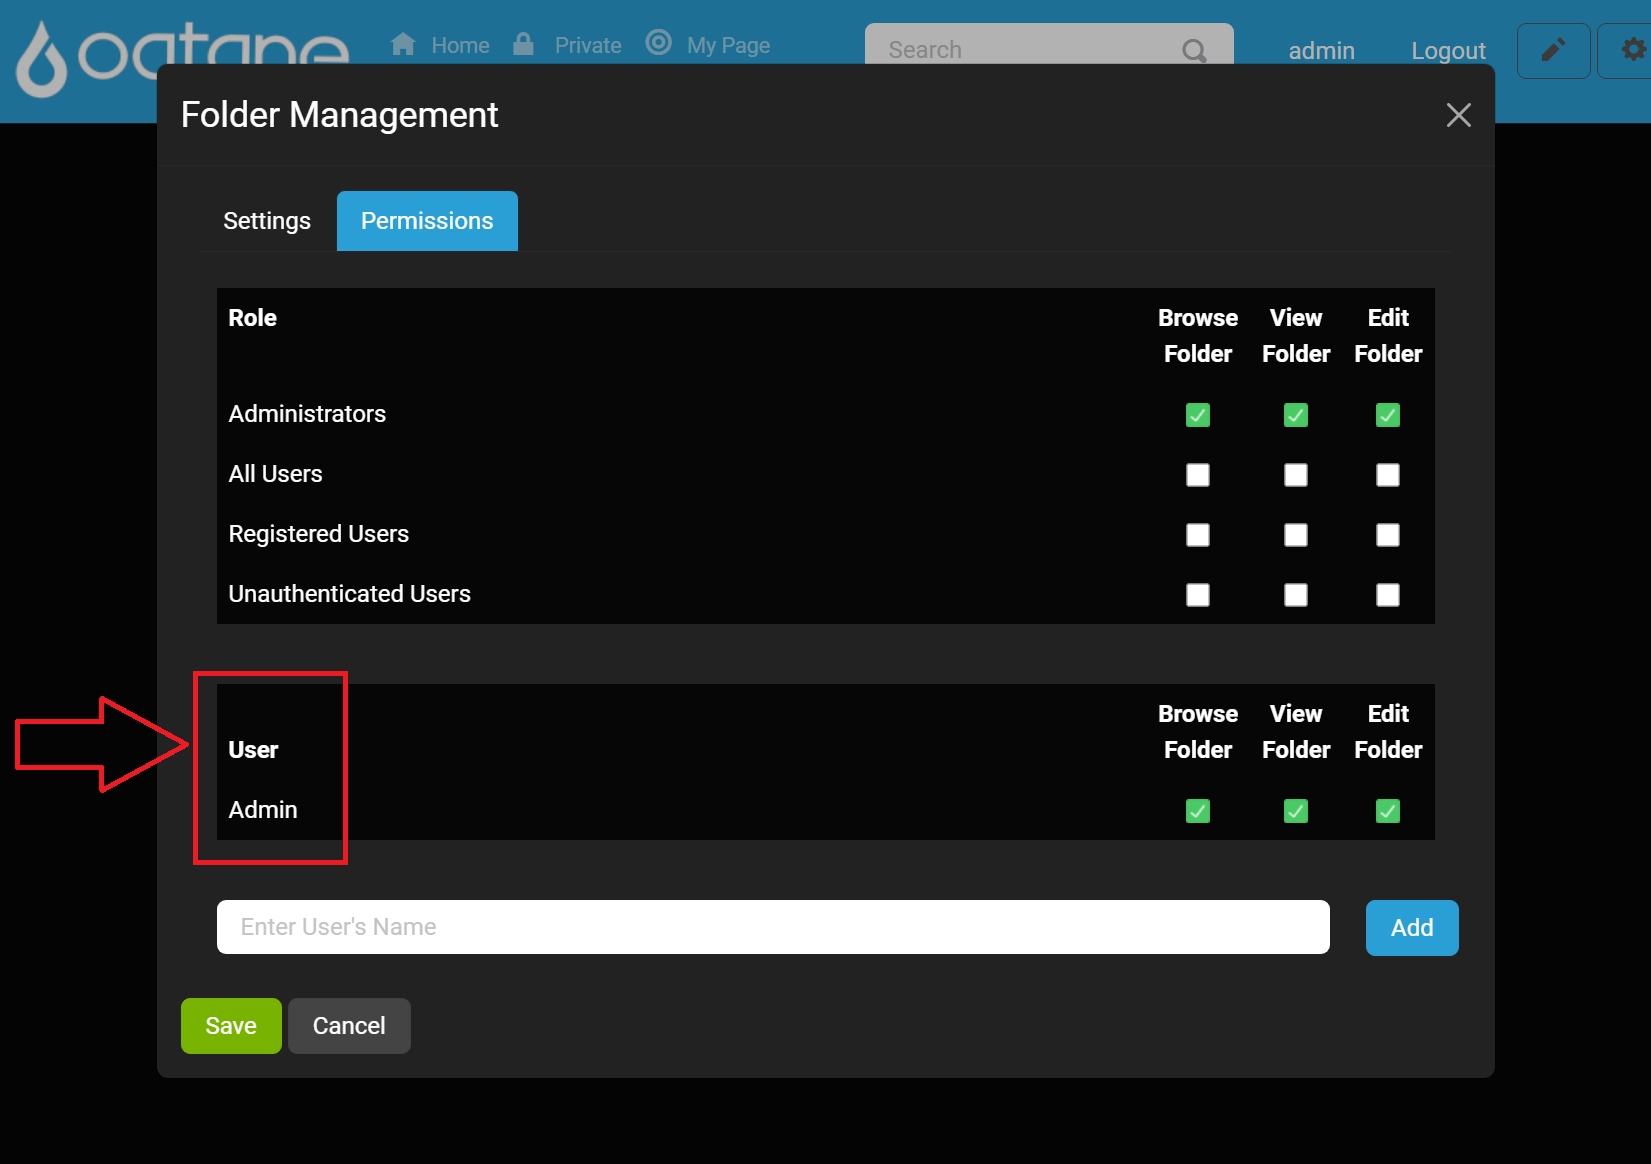 Home Private My Page Search admin Logout
Folder Management
Settings Permissions
Role Browse Folder View Folder Edit Folder
Administrators
All Users
Registered Users
Unauthenticated Users
User Browse Folder View Folder Edit Folder
Admin
Enter User's Name Add
Save Cancel